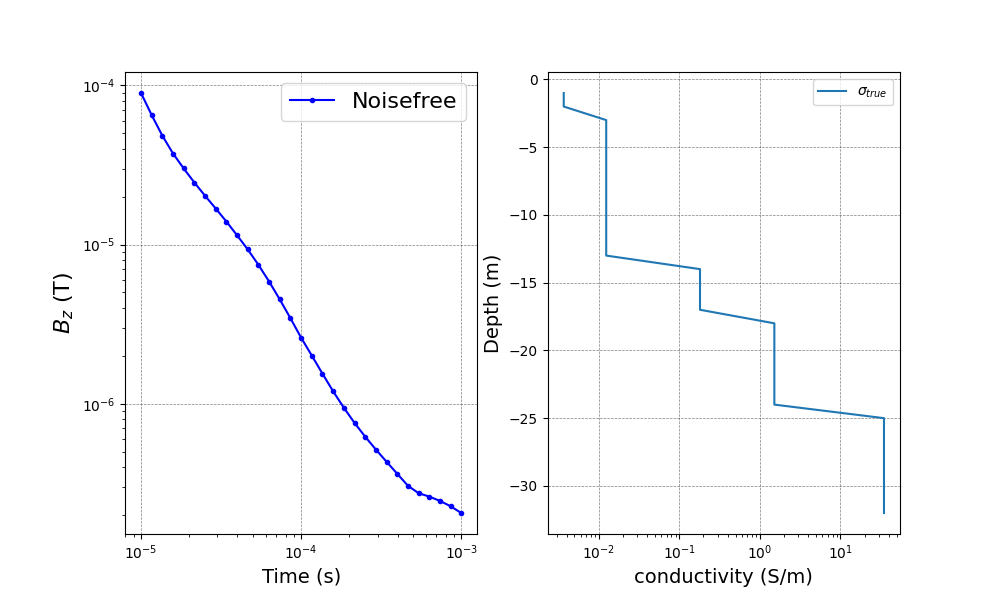 10⁻⁴
10⁻⁵
10⁻⁶
B_z (T)
Noisefree
10⁻⁵
10⁻⁴
10⁻³
Time (s)
0
−5
−10
−15
−20
−25
−30
Depth (m)
σ_true
10⁻²
10⁻¹
10⁰
10¹
conductivity (S/m)